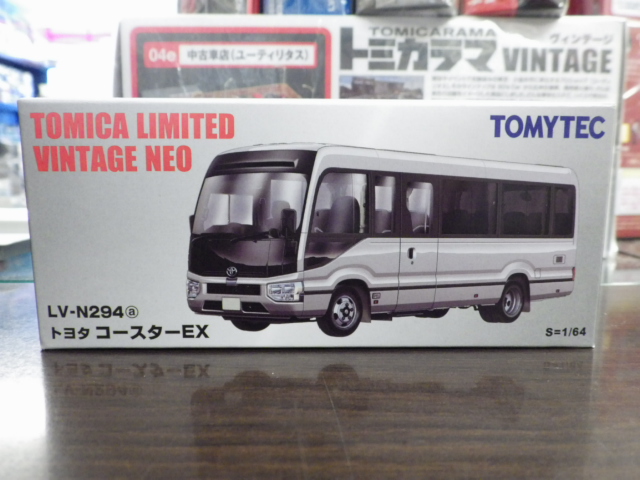 TOMICARAMA
04e 中古車店(ユーティリタス)
トミカラマ VINTAGE
ヴィンテージ
TOMICA LIMITED
VINTAGE NEO
TOMYTEC
LV-N294ⓐ
トヨタ コースターEX
S=1/64